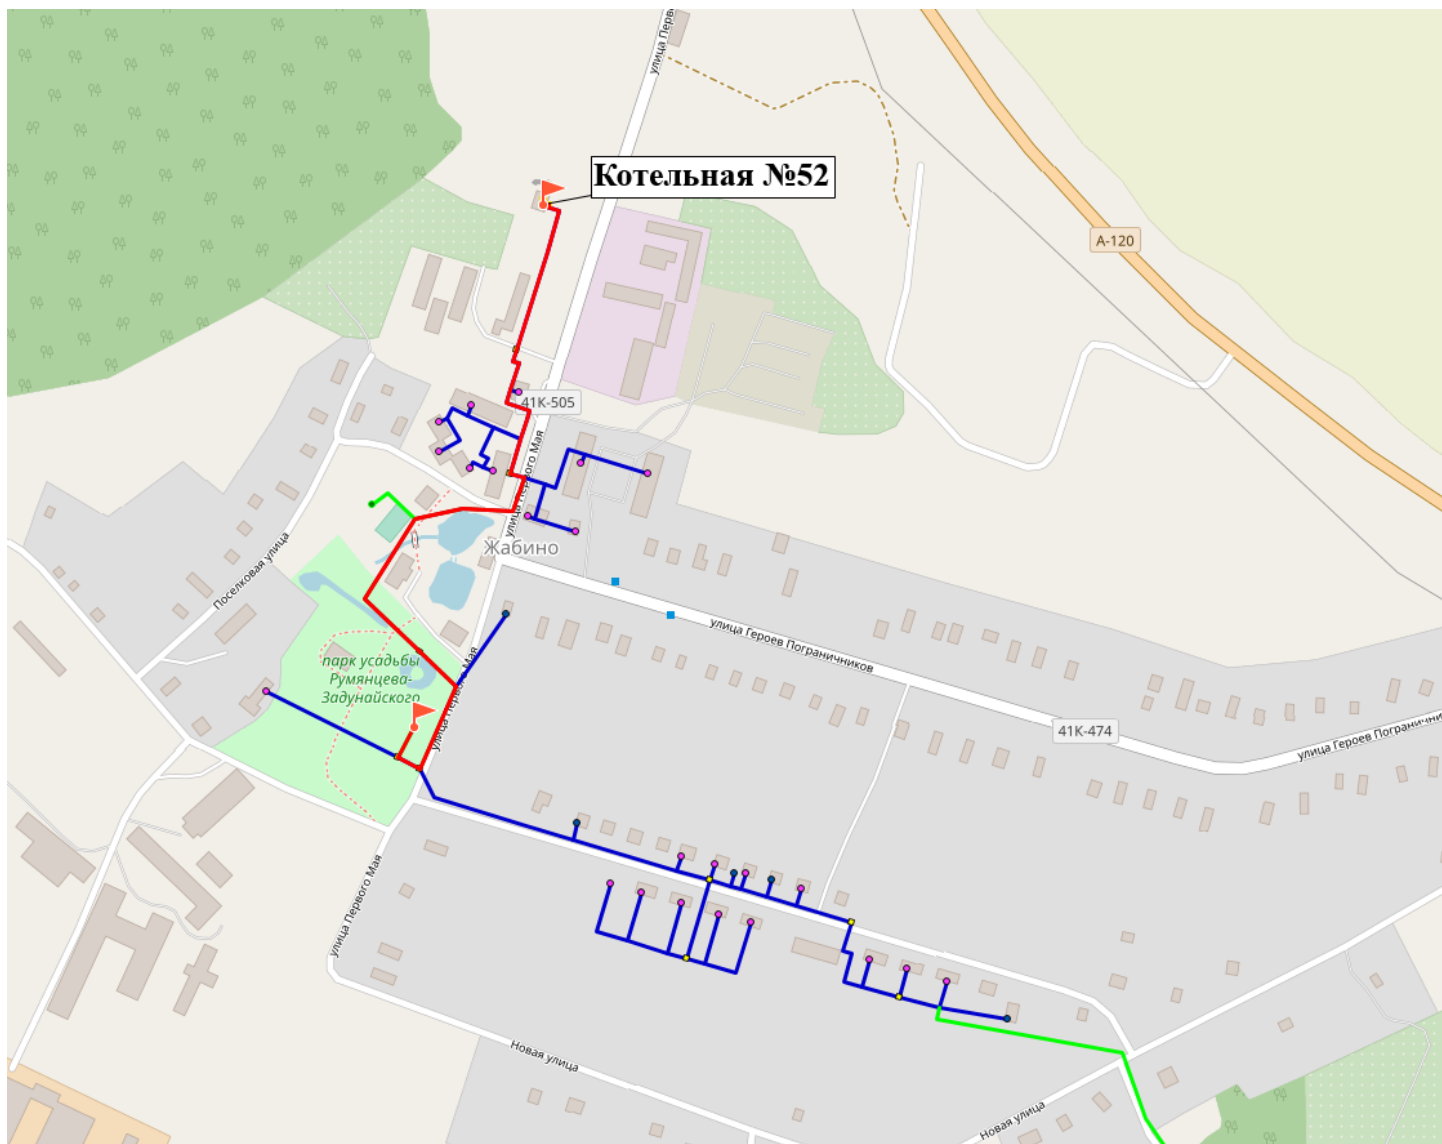 улица Перв
Котельная №52
А-120
41К-505
улица Первого Мая
Жабино
Поселковая улица
улица Героев Пограничников
парк усадьбы
Румянцева-
Задунайского
улица Первого Мая
41К-474
улица Героев Погранични
улица Первого Мая
Новая улица
Новая улица